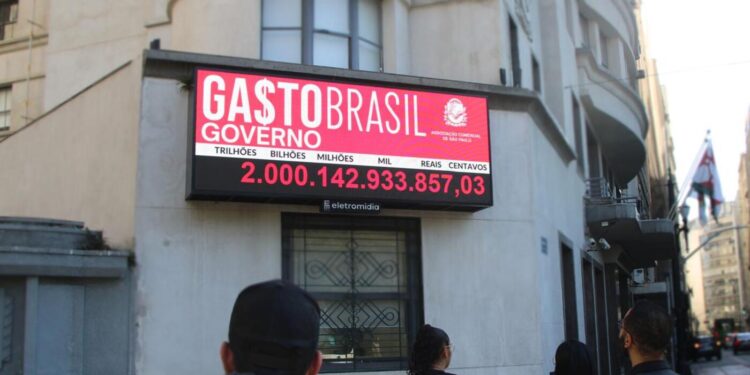 GA$TOBRASIL
GOVERNO
ASSOCIAÇÃO COMERCIAL
DE SÃO PAULO
TRILHÕES BILHÕES MILHÕES MIL REAIS CENTAVOS
2.000.142.933.857,03
eletromidia